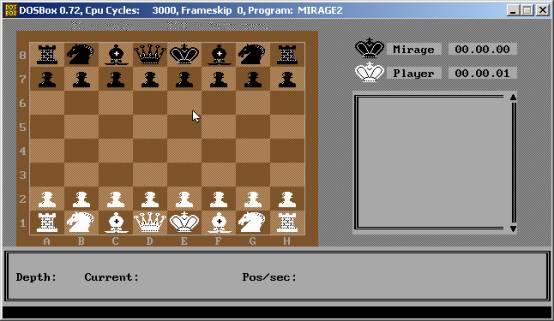 DOSBox 0.72, Cpu Cycles: 3000, Frameskip 0, Program: MIRAGE2
8
7
6
5
4
3
2
1
A B C D E F G H
Mirage 00.00.00
Player 00.00.01
Depth: Current: Pos/sec: